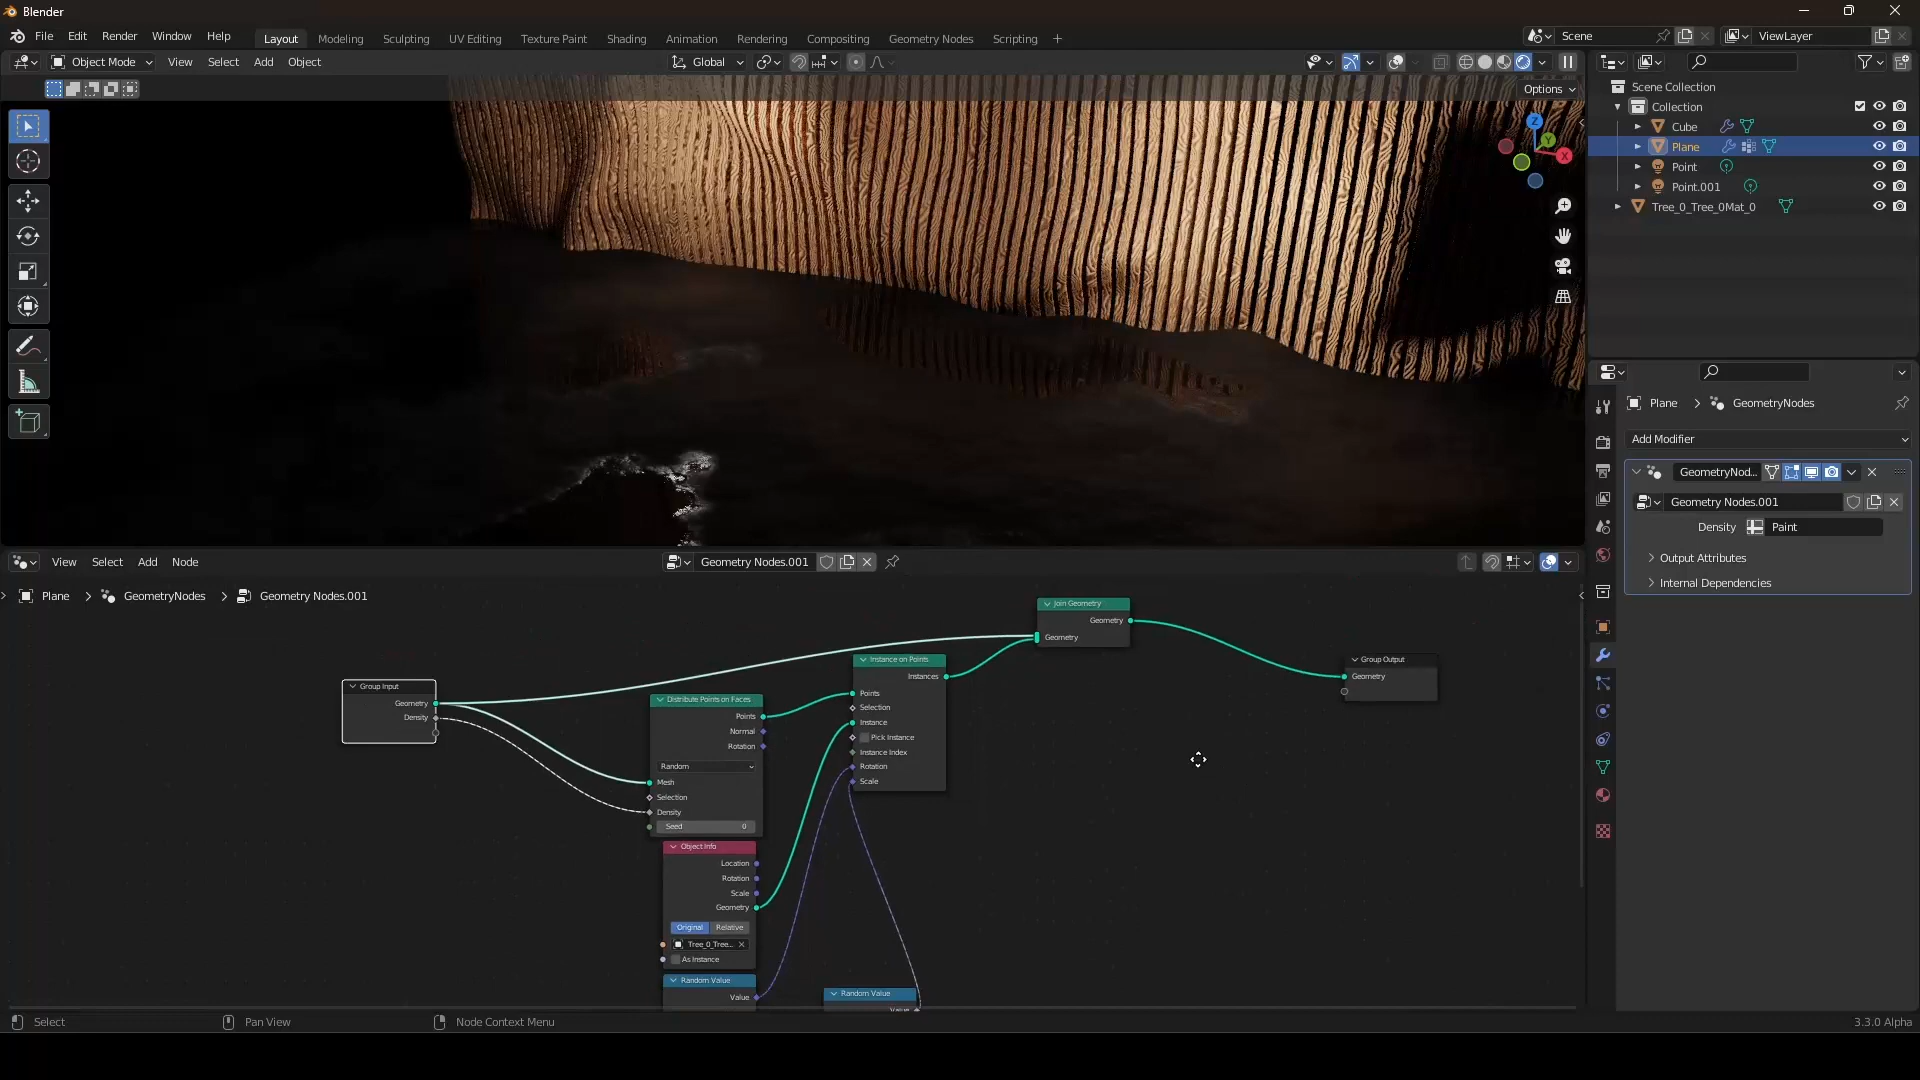 Blender
File Edit Render Window Help
Layout Modeling Sculpting UV Editing Texture Paint Shading Animation Rendering Compositing Geometry Nodes Scripting +
Scene
ViewLayer
Object Mode View Select Add Object
Global
Options
Z
Y
X
Scene Collection
Collection
Cube
Plane
Point
Point.001
Tree_0_Tree_0Mat_0
Plane > GeometryNodes
Add Modifier
GeometryNod...
Geometry Nodes.001
Density Paint
Output Attributes
Internal Dependencies
View Select Add Node
Geometry Nodes.001
Plane > GeometryNodes > Geometry Nodes.001
Group Input
Geometry
Density
Distribute Points on Faces
Points
Normal
Rotation
Random
Mesh
Selection
Density
Seed 0
Object Info
Location
Rotation
Scale
Geometry
Original Relative
Tree_0_Tree...
As Instance
Random Value
Value
Instance on Points
Instances
Points
Selection
Instance
Pick Instance
Instance Index
Rotation
Scale
Random Value
Value
Join Geometry
Geometry
Geometry
Group Output
Geometry
Select
Pan View
Node Context Menu
3.3.0 Alpha